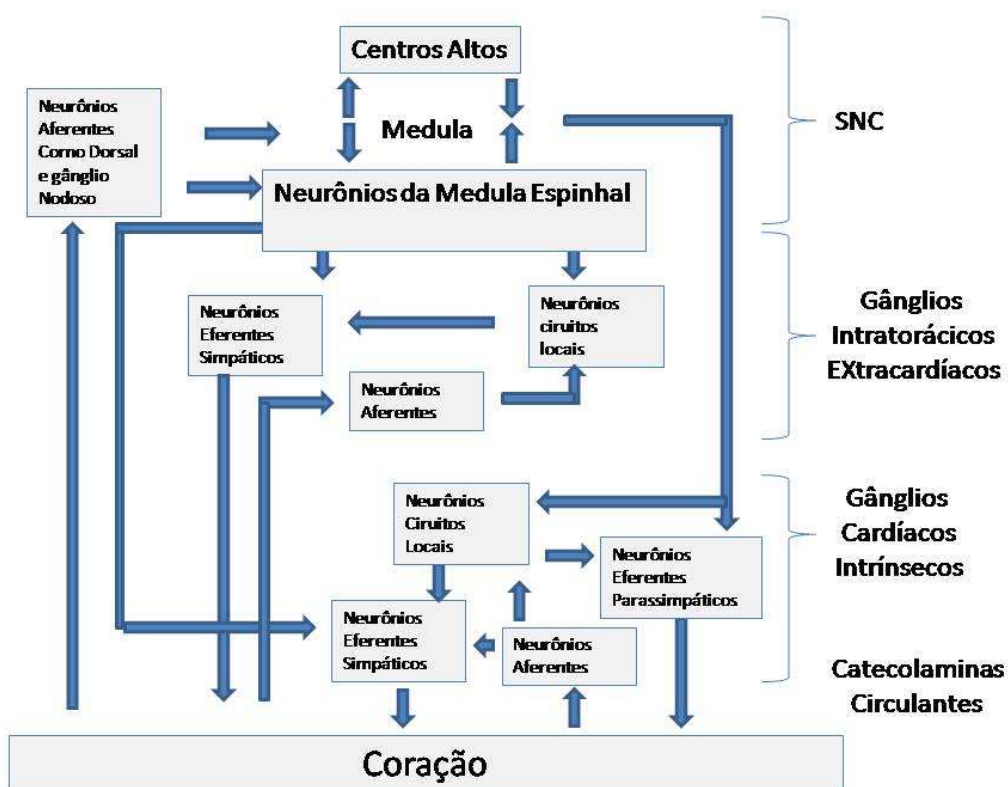 Centros Altos
Neurônios
Aferentes
Corno Dorsal
e gânglio
Nodoso
Medula
SNC
Neurônios da Medula Espinhal
Neurônios
Eferentes
Simpáticos
Neurônios
ciruitos
locais
Gânglios
Intratorácicos
EXtracardíacos
Neurônios
Aferentes
Neurônios
Ciruitos
Locais
Gânglios
Cardíacos
Intrínsecos
Neurônios
Eferentes
Parassimpáticos
Neurônios
Eferentes
Simpáticos
Neurônios
Aferentes
Catecolaminas
Circulantes
Coração